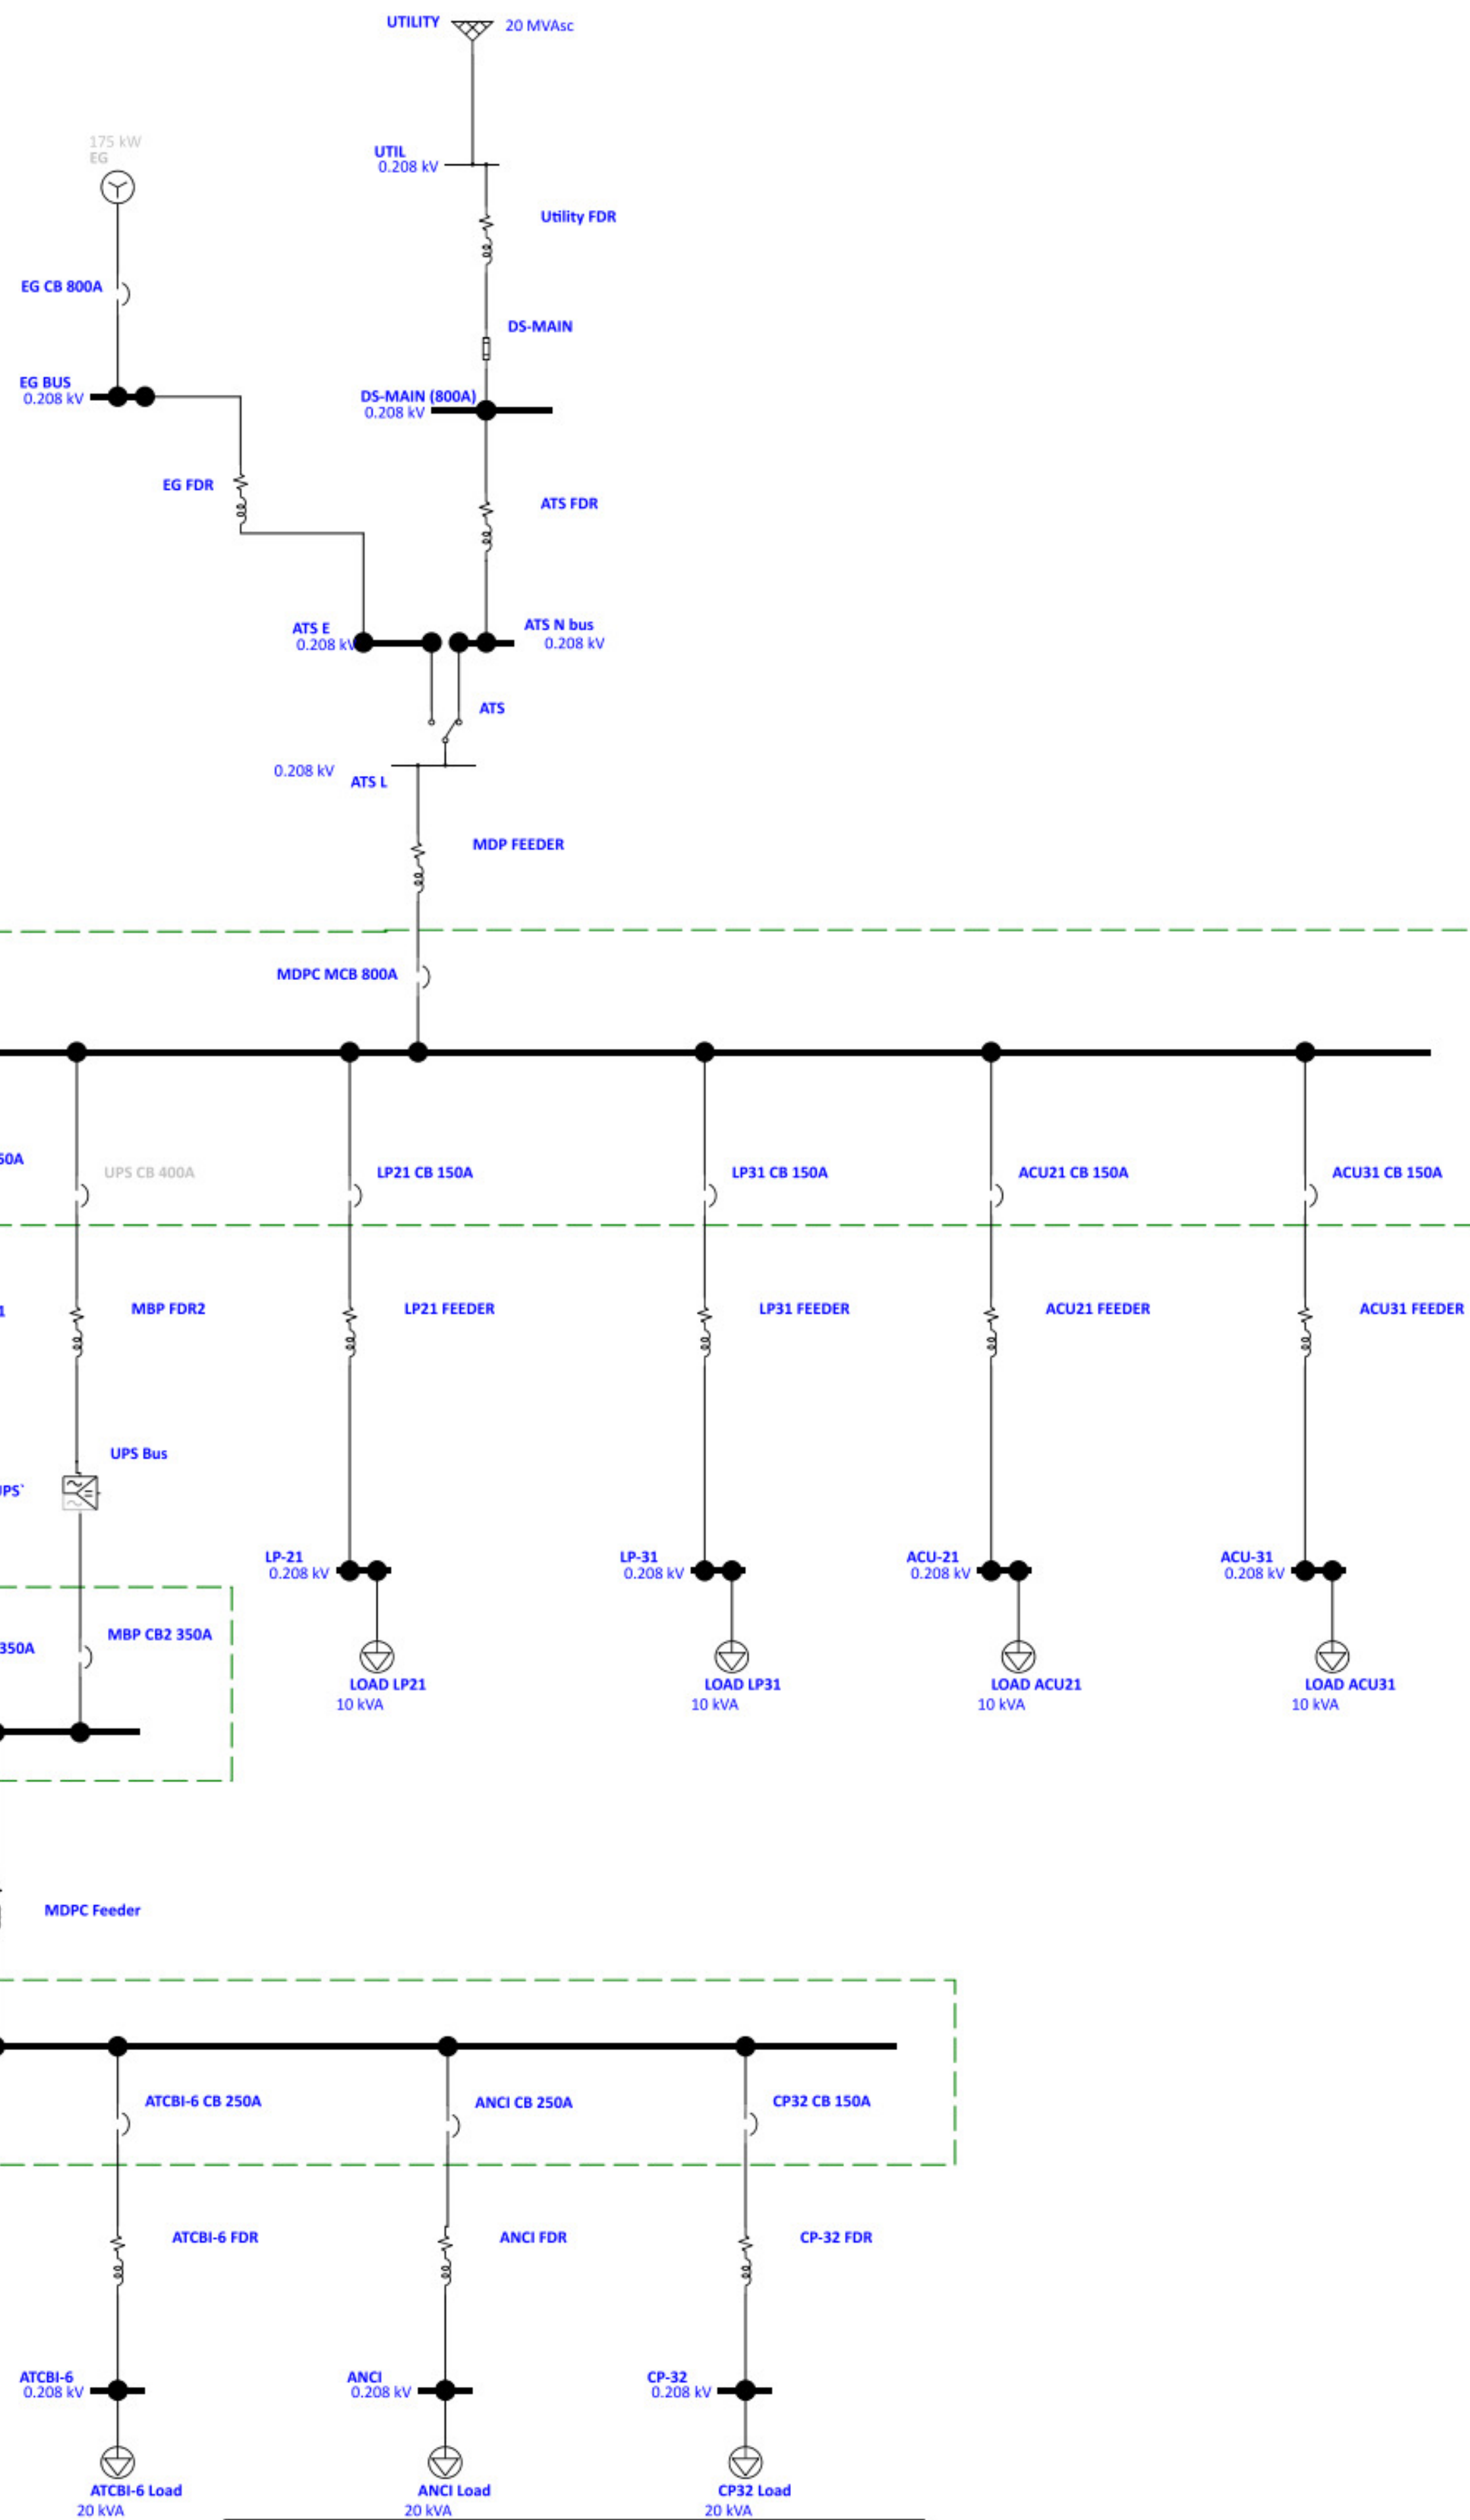 UTILITY 20 MVAsc
175 kW
EG
UTIL
0.208 kV
Utility FDR
EG CB 800A
DS-MAIN
EG BUS
0.208 kV
DS-MAIN (800A)
0.208 kV
EG FDR
ATS FDR
ATS E
0.208 kV
ATS N bus
0.208 kV
ATS
0.208 kV
ATS L
MDP FEEDER
MDPC MCB 800A
50A
UPS CB 400A
LP21 CB 150A
LP31 CB 150A
ACU21 CB 150A
ACU31 CB 150A
1
MBP FDR2
LP21 FEEDER
LP31 FEEDER
ACU21 FEEDER
ACU31 FEEDER
UPS Bus
UPS`
LP-21
0.208 kV
LP-31
0.208 kV
ACU-21
0.208 kV
ACU-31
0.208 kV
350A
MBP CB2 350A
LOAD LP21
10 kVA
LOAD LP31
10 kVA
LOAD ACU21
10 kVA
LOAD ACU31
10 kVA
MDPC Feeder
ATCBI-6 CB 250A
ANCI CB 250A
CP32 CB 150A
ATCBI-6 FDR
ANCI FDR
CP-32 FDR
ATCBI-6
0.208 kV
ANCI
0.208 kV
CP-32
0.208 kV
ATCBI-6 Load
20 kVA
ANCI Load
20 kVA
CP32 Load
20 kVA